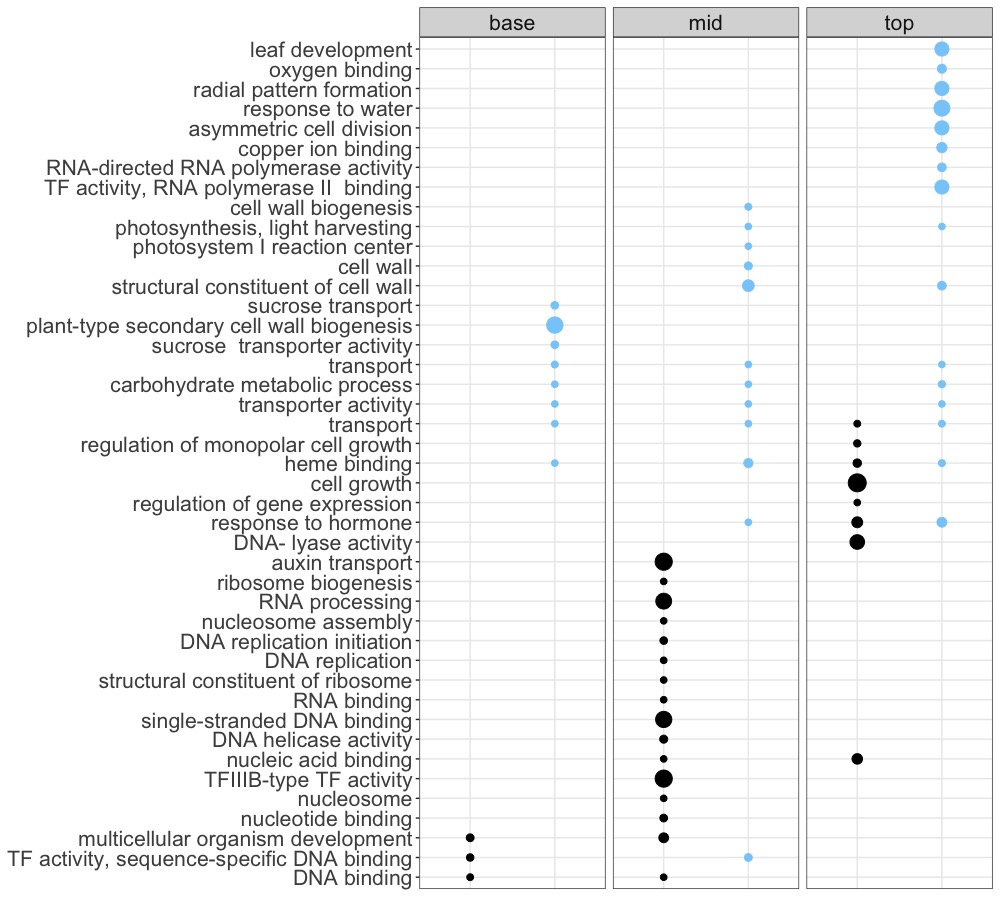 base mid top
leaf development
oxygen binding
radial pattern formation
response to water
asymmetric cell division
copper ion binding
RNA-directed RNA polymerase activity
TF activity, RNA polymerase II  binding
cell wall biogenesis
photosynthesis, light harvesting
photosystem I reaction center
cell wall
structural constituent of cell wall
sucrose transport
plant-type secondary cell wall biogenesis
sucrose  transporter activity
transport
carbohydrate metabolic process
transporter activity
transport
regulation of monopolar cell growth
heme binding
cell growth
regulation of gene expression
response to hormone
DNA- lyase activity
auxin transport
ribosome biogenesis
RNA processing
nucleosome assembly
DNA replication initiation
DNA replication
structural constituent of ribosome
RNA binding
single-stranded DNA binding
DNA helicase activity
nucleic acid binding
TFIIIB-type TF activity
nucleosome
nucleotide binding
multicellular organism development
TF activity, sequence-specific DNA binding
DNA binding